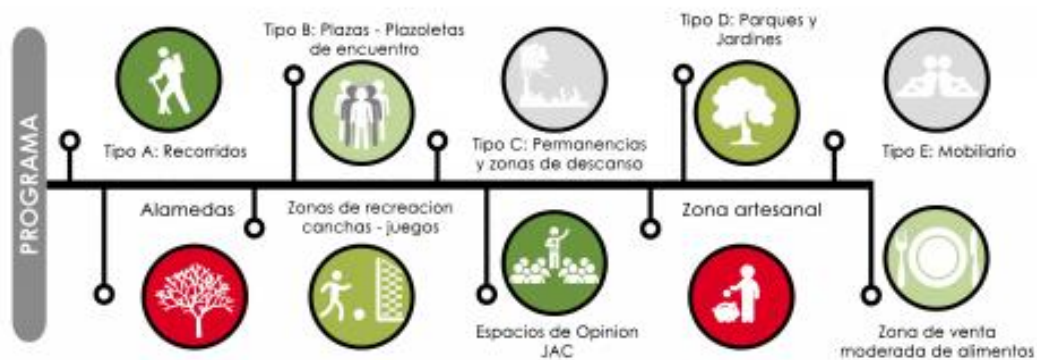 PROGRAMA
Tipo A: Recorridos
Tipo B: Plazas - Plazoletas
de encuentro
Tipo C: Permanencias
y zonas de descanso
Tipo D: Parques y
Jardines
Tipo E: Mobiliario
Alamedas
Zonas de recreacion
canchas - juegos
Espacios de Opinion
JAC
Zona artesanal
Zona de venta
moderada de alimentos